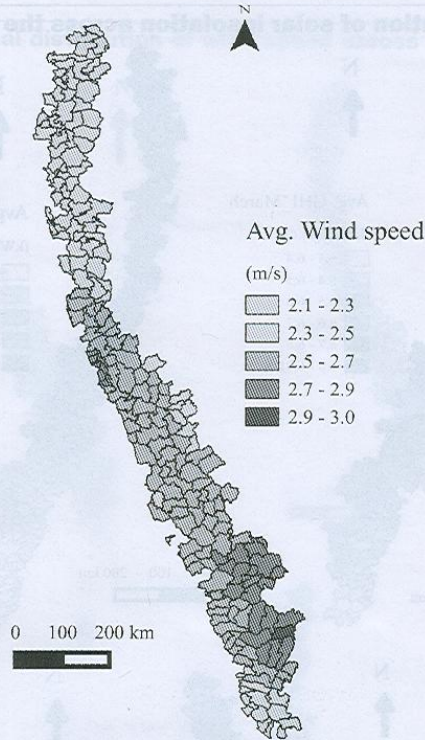 N
Avg. Wind speed
(m/s)
2.1 - 2.3
2.3 - 2.5
2.5 - 2.7
2.7 - 2.9
2.9 - 3.0
0 100 200 km